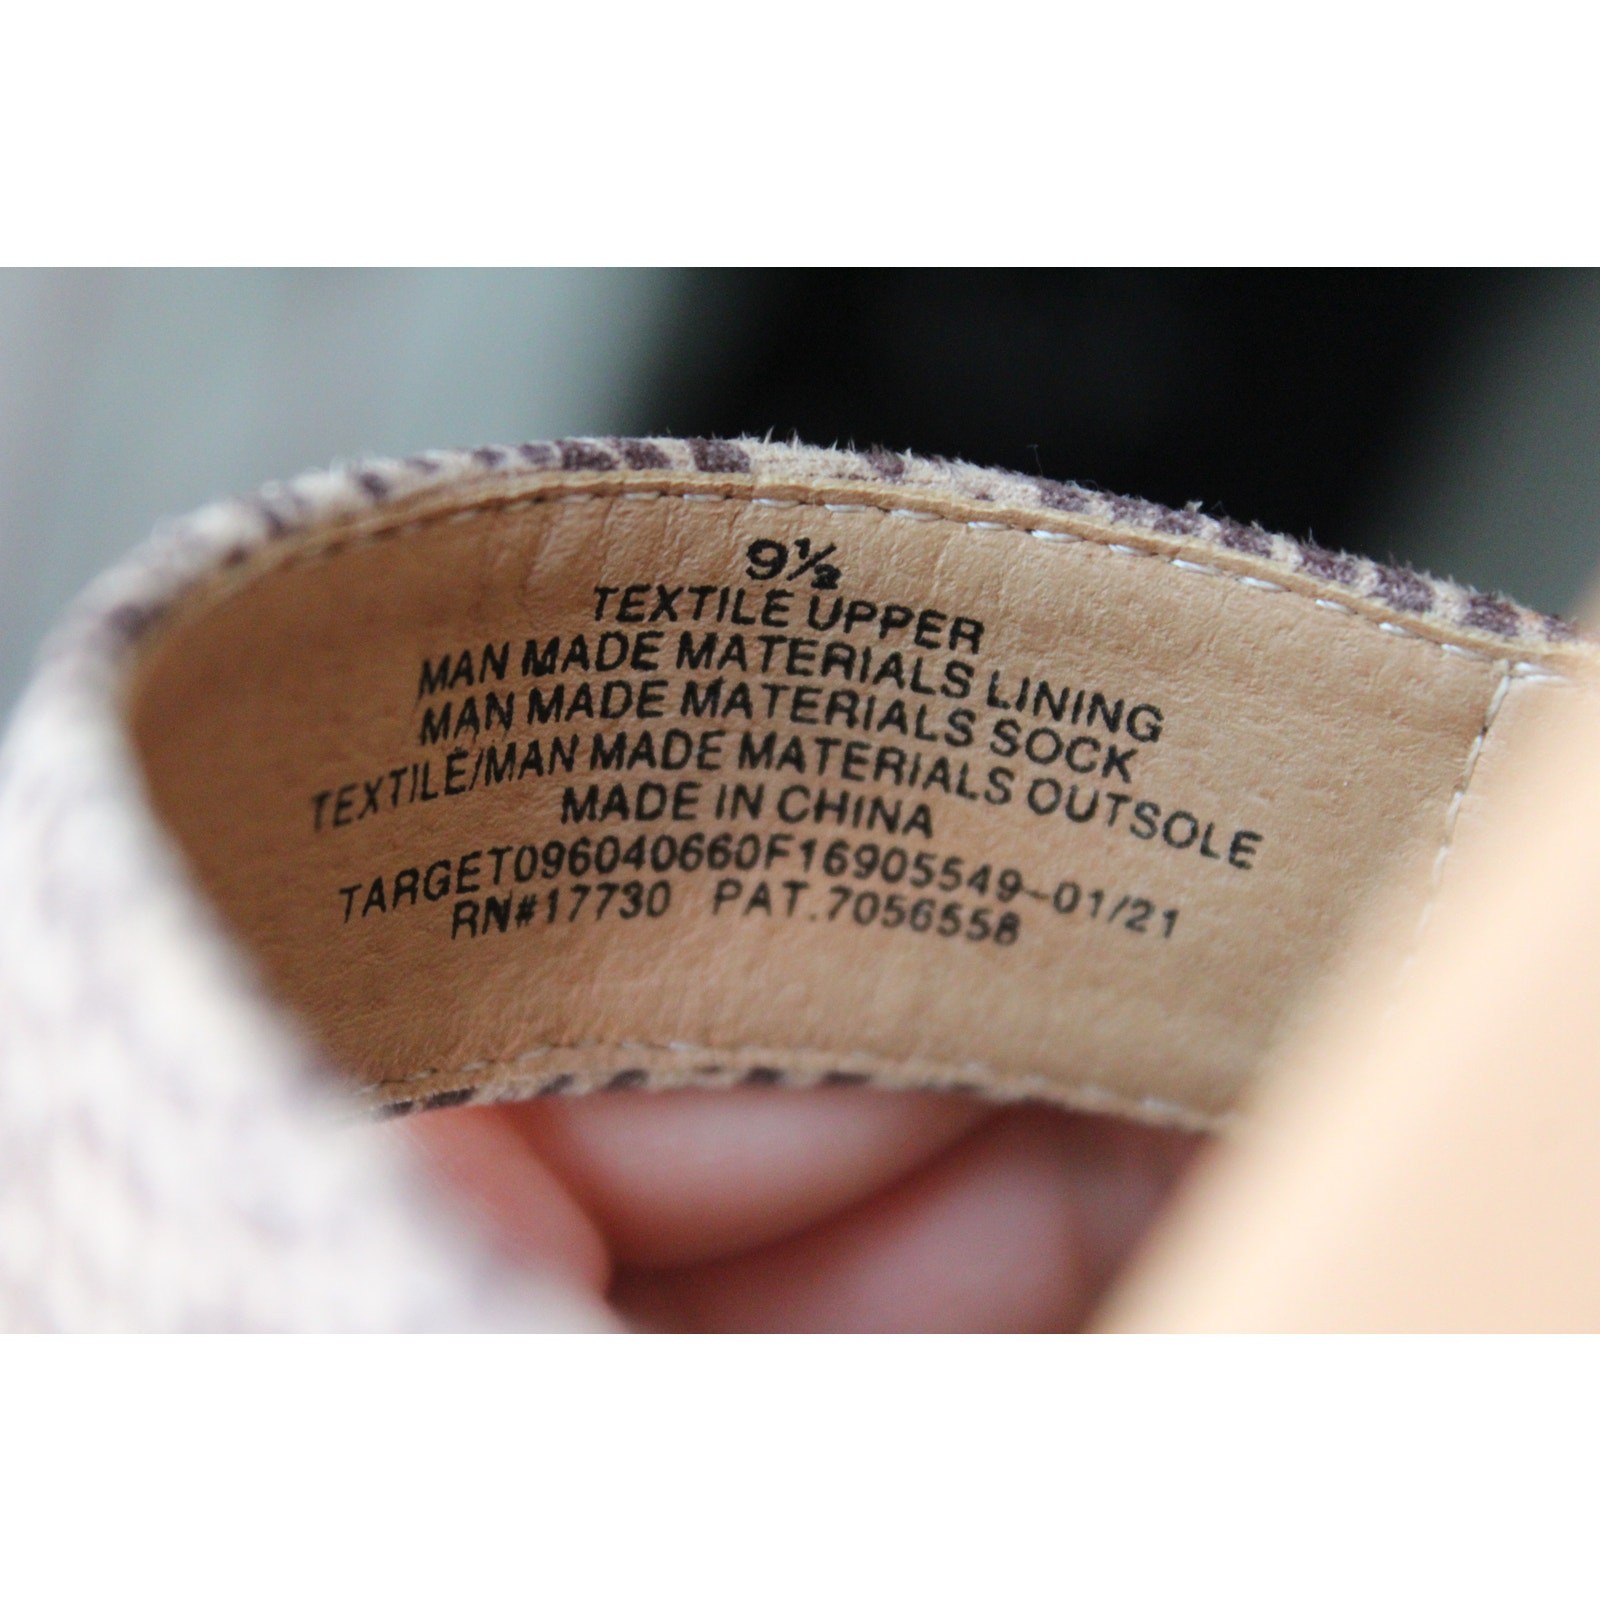 9½
TEXTILE UPPER
MAN MADE MATERIALS LINING
MAN MADE MATERIALS SOCK
TEXTILE/MAN MADE MATERIALS OUTSOLE
MADE IN CHINA
TARGET096040660F16905549-01/21
RN#17730 PAT.7056558